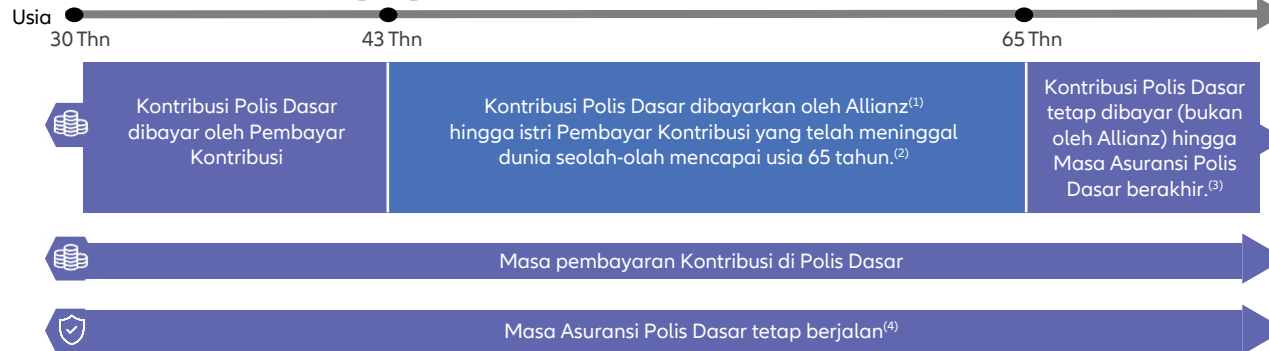 Usia
30 Thn
43 Thn
65 Thn
Kontribusi Polis Dasar
dibayar oleh Pembayar
Kontribusi
Kontribusi Polis Dasar dibayarkan oleh Allianz(1)
hingga istri Pembayar Kontribusi yang telah meninggal
dunia seolah-olah mencapai usia 65 tahun.(2)
Kontribusi Polis Dasar
tetap dibayar (bukan
oleh Allianz) hingga
Masa Asuransi Polis
Dasar berakhir.(3)
Masa pembayaran Kontribusi di Polis Dasar
Masa Asuransi Polis Dasar tetap berjalan(4)